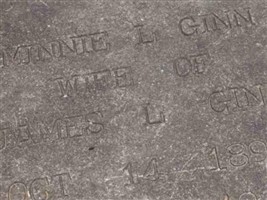 MINNIE L GINN
WIFE OF
JAMES L GIN
OCT 14 189